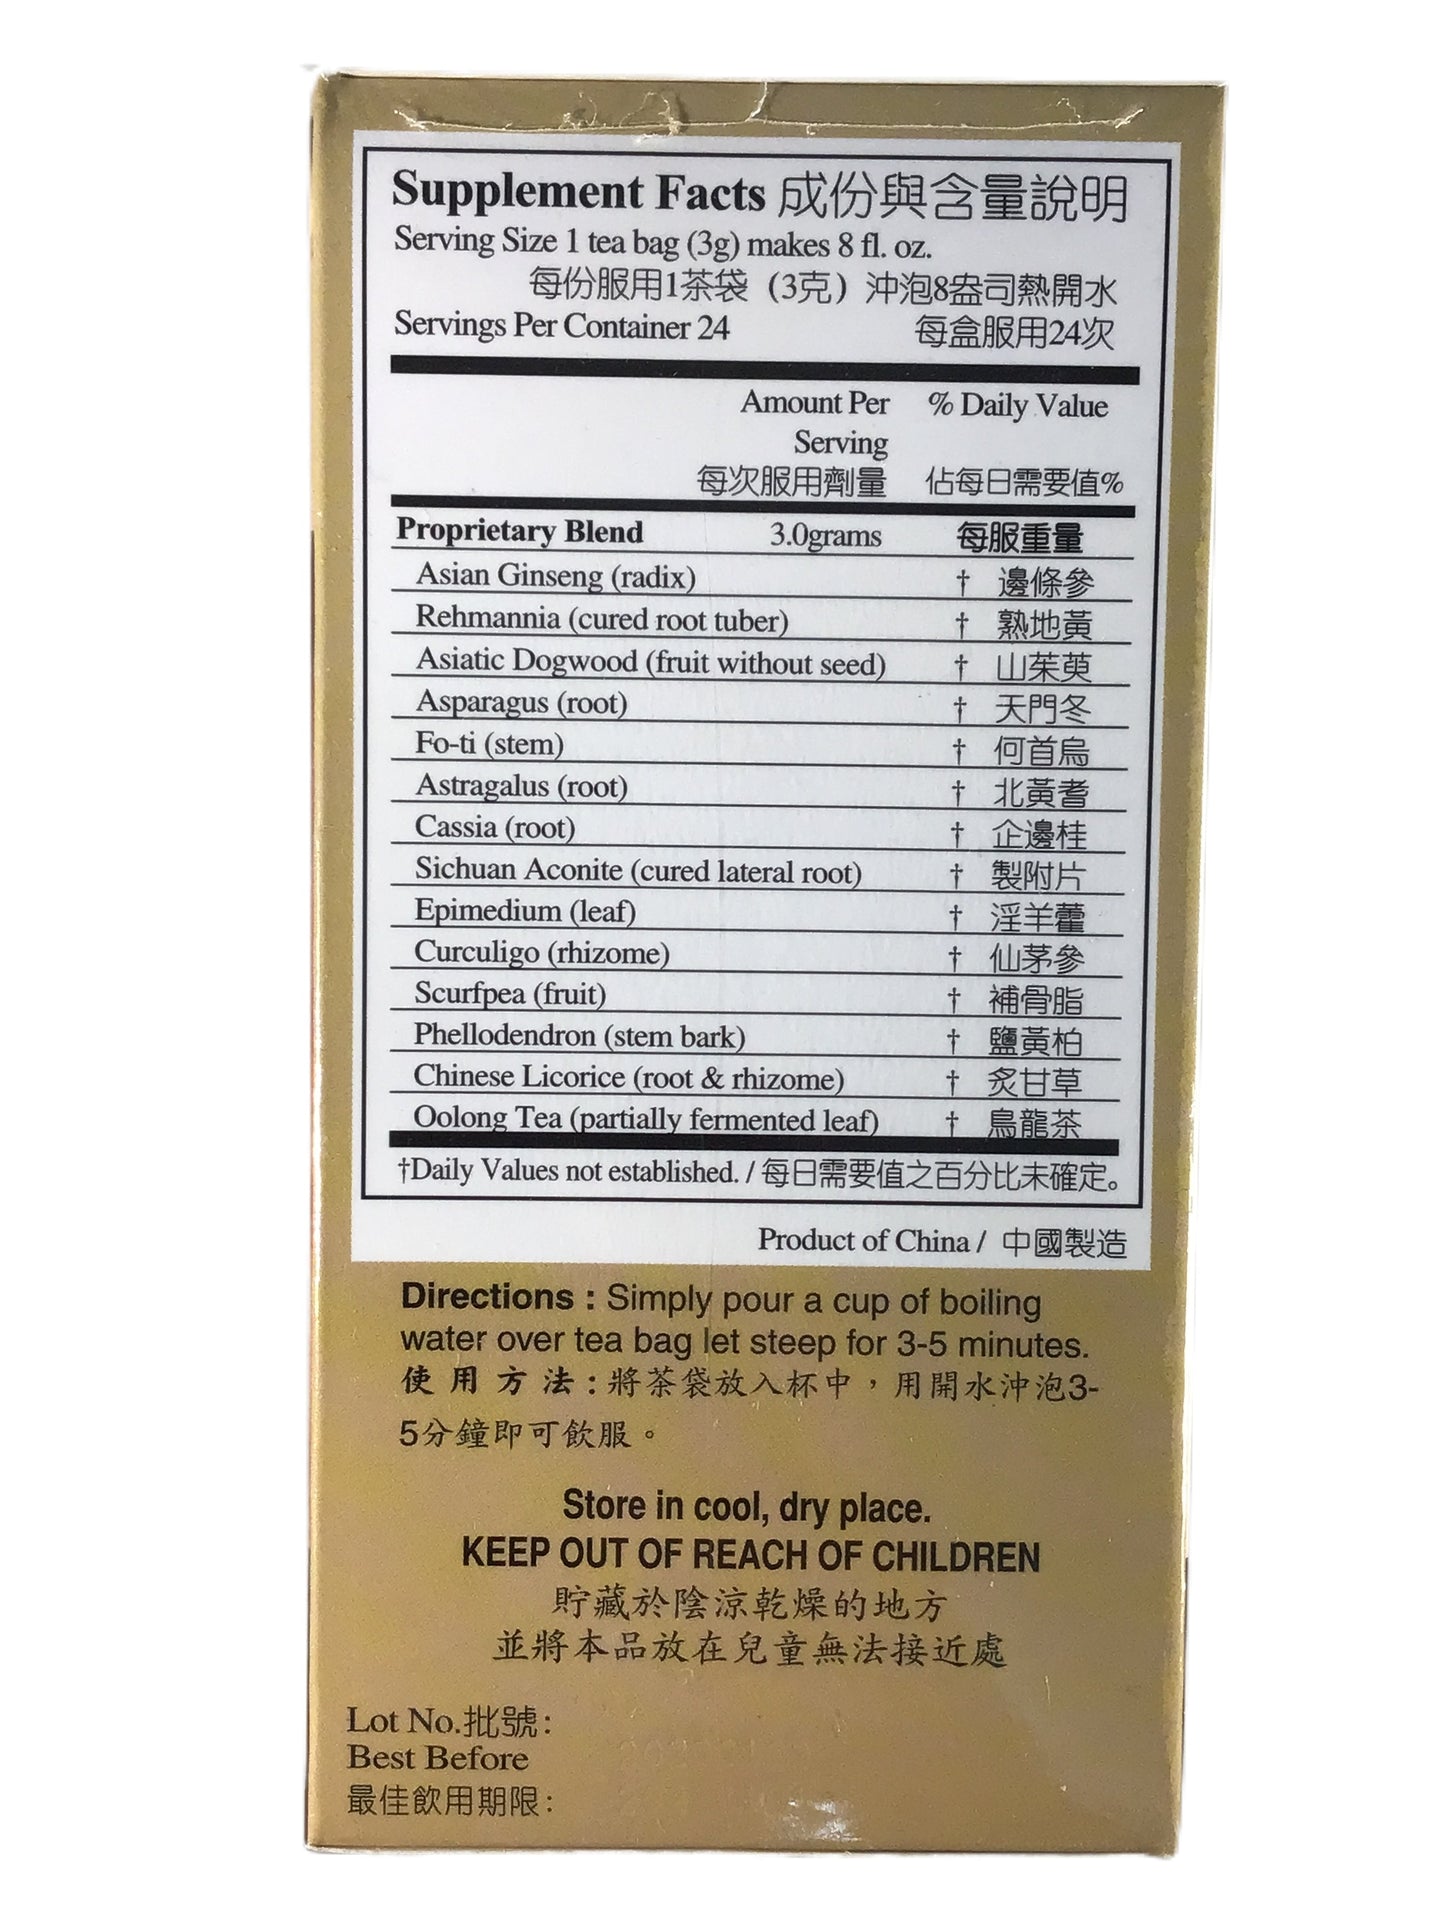 Supplement Facts 成份與含量說明
Serving Size 1 tea bag (3g) makes 8 fl. oz.
每份服用1茶袋 (3克) 沖泡8盎司熱開水
Servings Per Container 24 每盒服用24次
Amount Per % Daily Value
Serving
每次服用劑量 佔每日需要值%
Proprietary Blend 3.0grams 每服重量
Asian Ginseng (radix) † 邊條參
Rehmannia (cured root tuber) † 熟地黃
Asiatic Dogwood (fruit without seed) † 山茱萸
Asparagus (root) † 天門冬
Fo-ti (stem) † 何首烏
Astragalus (root) † 北黃耆
Cassia (root) † 企邊桂
Sichuan Aconite (cured lateral root) † 製附片
Epimedium (leaf) † 淫羊藿
Curculigo (rhizome) † 仙茅參
Scurfpea (fruit) † 補骨脂
Phellodendron (stem bark) † 鹽黃柏
Chinese Licorice (root & rhizome) † 炙甘草
Oolong Tea (partially fermented leaf) † 烏龍茶
†Daily Values not established. / 每日需要值之百分比未確定。
Product of China / 中國製造
Directions : Simply pour a cup of boiling
water over tea bag let steep for 3-5 minutes.
使用方法:將茶袋放入杯中，用開水沖泡3-
5分鐘即可飲服。
Store in cool, dry place.
KEEP OUT OF REACH OF CHILDREN
貯藏於陰涼乾燥的地方
並將本品放在兒童無法接近處
Lot No.批號:
Best Before
最佳飲用期限: